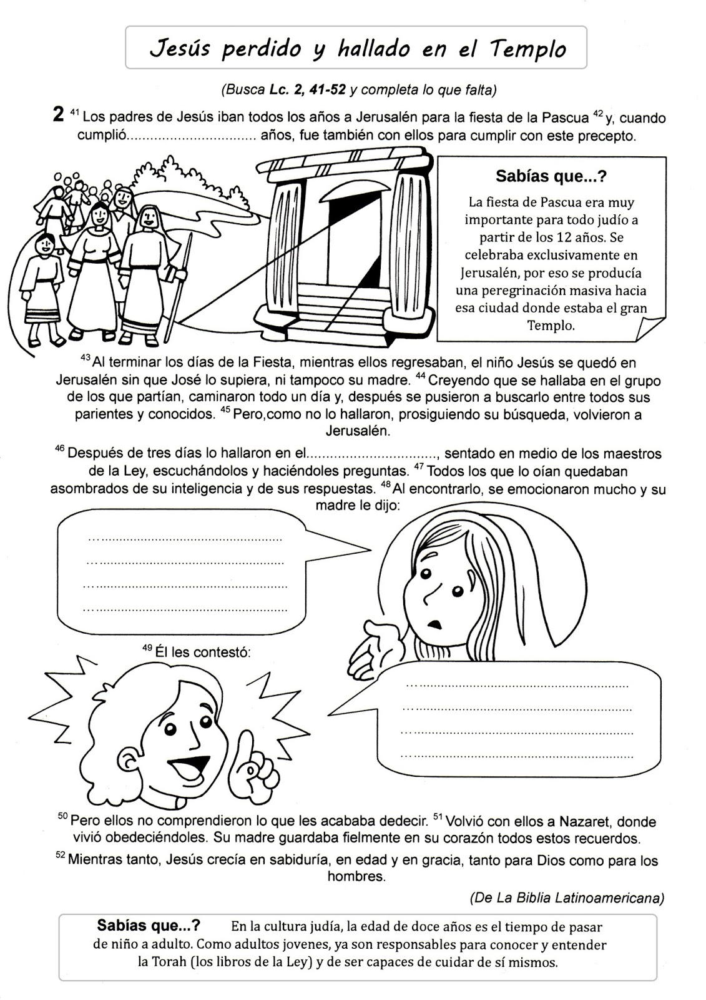 Jesús perdido y hallado en el Templo
(Busca Lc. 2, 41-52 y completa lo que falta)
2 41 Los padres de Jesús iban todos los años a Jerusalén para la fiesta de la Pascua 42 y, cuando
cumplió................................. años, fue también con ellos para cumplir con este precepto.
Sabías que...?
La fiesta de Pascua era muy
importante para todo judío a
partir de los 12 años. Se
celebraba exclusivamente en
Jerusalén, por eso se producía
una peregrinación masiva hacia
esa ciudad donde estaba el gran
Templo.
43 Al terminar los días de la Fiesta, mientras ellos regresaban, el niño Jesús se quedó en
Jerusalén sin que José lo supiera, ni tampoco su madre. 44 Creyendo que se hallaba en el grupo
de los que partían, caminaron todo un día y, después se pusieron a buscarlo entre todos sus
parientes y conocidos. 45 Pero,como no lo hallaron, prosiguiendo su búsqueda, volvieron a
Jerusalén.
46 Después de tres días lo hallaron en el................................., sentado en medio de los maestros
de la Ley, escuchándolos y haciéndoles preguntas. 47 Todos los que lo oían quedaban
asombrados de su inteligencia y de sus respuestas. 48 Al encontrarlo, se emocionaron mucho y su
madre le dijo:
49 Él les contestó:
50 Pero ellos no comprendieron lo que les acababa dedecir. 51 Volvió con ellos a Nazaret, donde
vivió obedeciéndoles. Su madre guardaba fielmente en su corazón todos estos recuerdos.
52 Mientras tanto, Jesús crecía en sabiduría, en edad y en gracia, tanto para Dios como para los
hombres.
(De La Biblia Latinoamericana)
Sabías que...? En la cultura judía, la edad de doce años es el tiempo de pasar
de niño a adulto. Como adultos jovenes, ya son responsables para conocer y entender
la Torah (los libros de la Ley) y de ser capaces de cuidar de sí mismos.